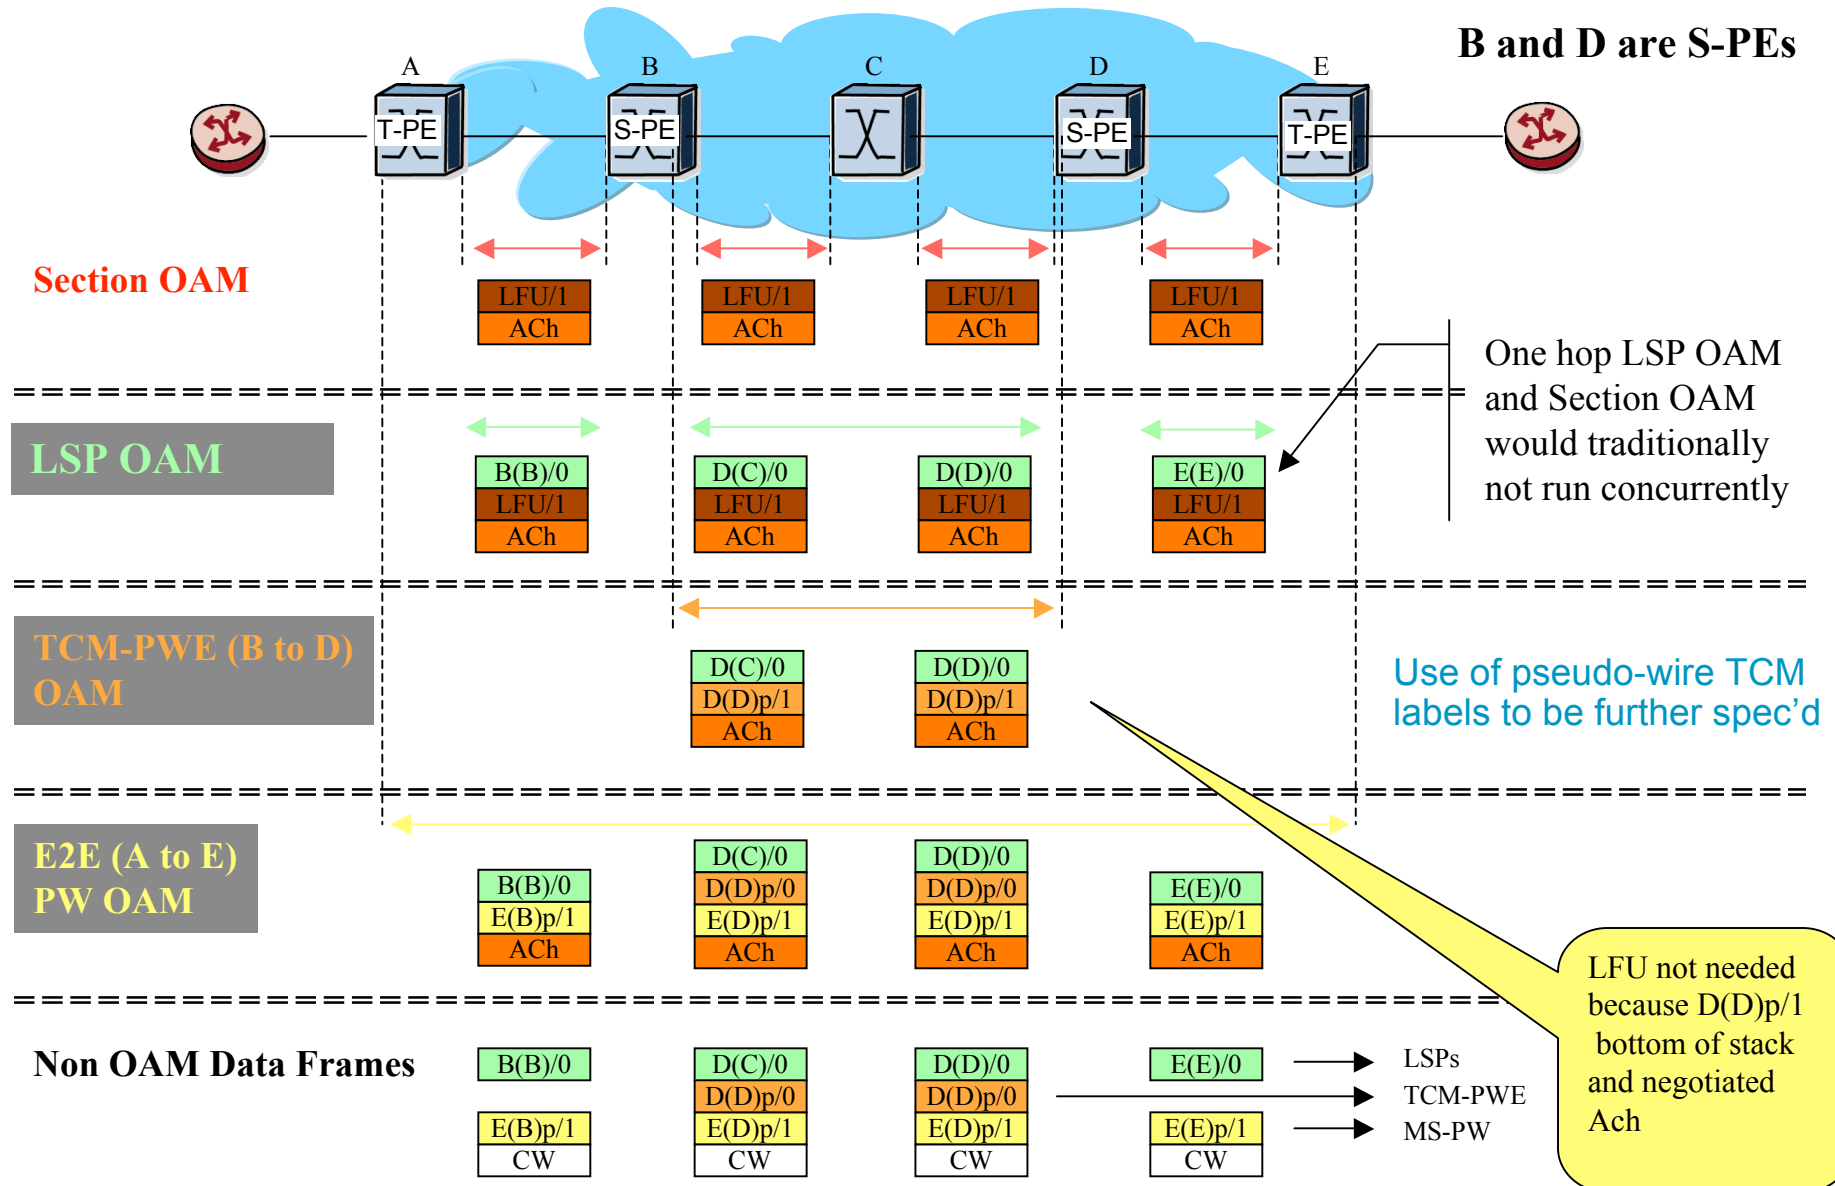 B and D are S-PEs
A
B
C
D
E
T-PE
S-PE
S-PE
T-PE
Section OAM
LFU/1
LFU/1
LFU/1
LFU/1
ACh
ACh
ACh
ACh
One hop LSP OAM
and Section OAM
would traditionally
not run concurrently
LSP OAM
B(B)/0
D(C)/0
D(D)/0
E(E)/0
LFU/1
LFU/1
LFU/1
LFU/1
ACh
ACh
ACh
ACh
TCM-PWE (B to D)
OAM
D(C)/0
D(D)/0
D(D)p/1
D(D)p/1
ACh
ACh
Use of pseudo-wire TCM
labels to be further spec’d
E2E (A to E)
PW OAM
B(B)/0
E(B)p/1
ACh
D(C)/0
D(D)p/0
E(D)p/1
ACh
D(D)/0
D(D)p/0
E(D)p/1
ACh
E(E)/0
E(E)p/1
ACh
LFU not needed
because D(D)p/1
bottom of stack
and negotiated
Ach
Non OAM Data Frames
B(B)/0
E(B)p/1
CW
D(C)/0
D(D)p/0
E(D)p/1
CW
D(D)/0
D(D)p/0
E(D)p/1
CW
E(E)/0
E(E)p/1
CW
LSPs
TCM-PWE
MS-PW